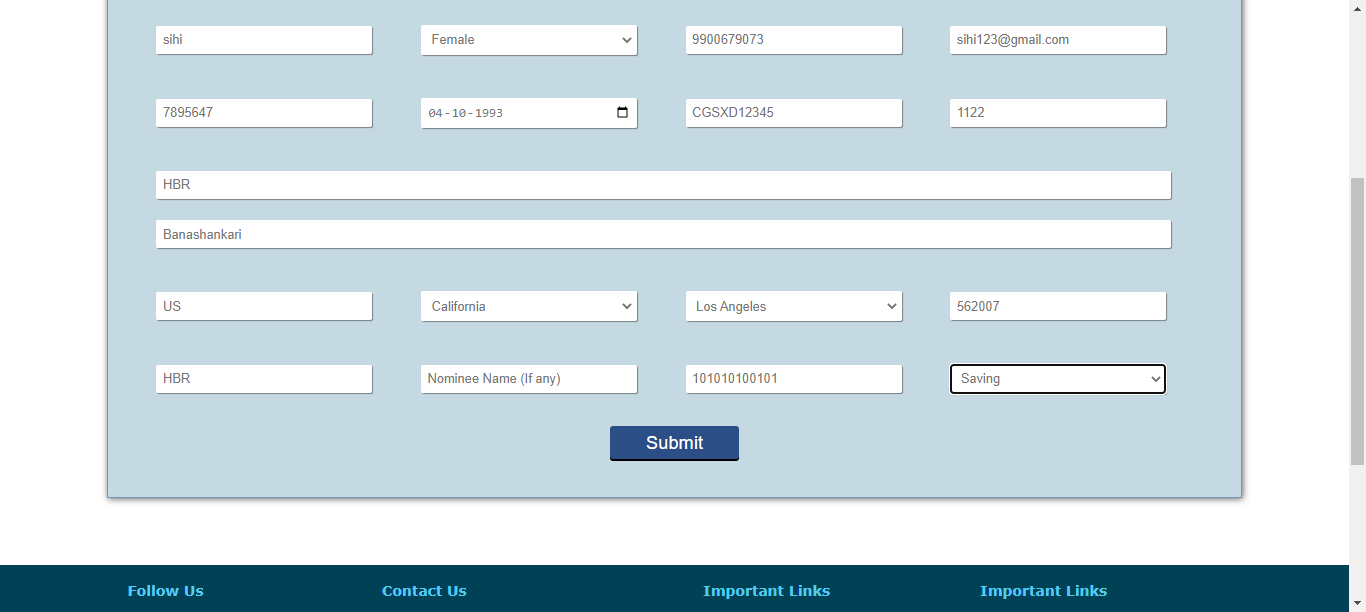 sihi Female 9900679073 sihi123@gmail.com
7895647 04-10-1993 CGSXD12345 1122
HBR
Banashankari
US California Los Angeles 562007
HBR Nominee Name (If any) 101010100101 Saving
Submit
Follow Us Contact Us Important Links Important Links